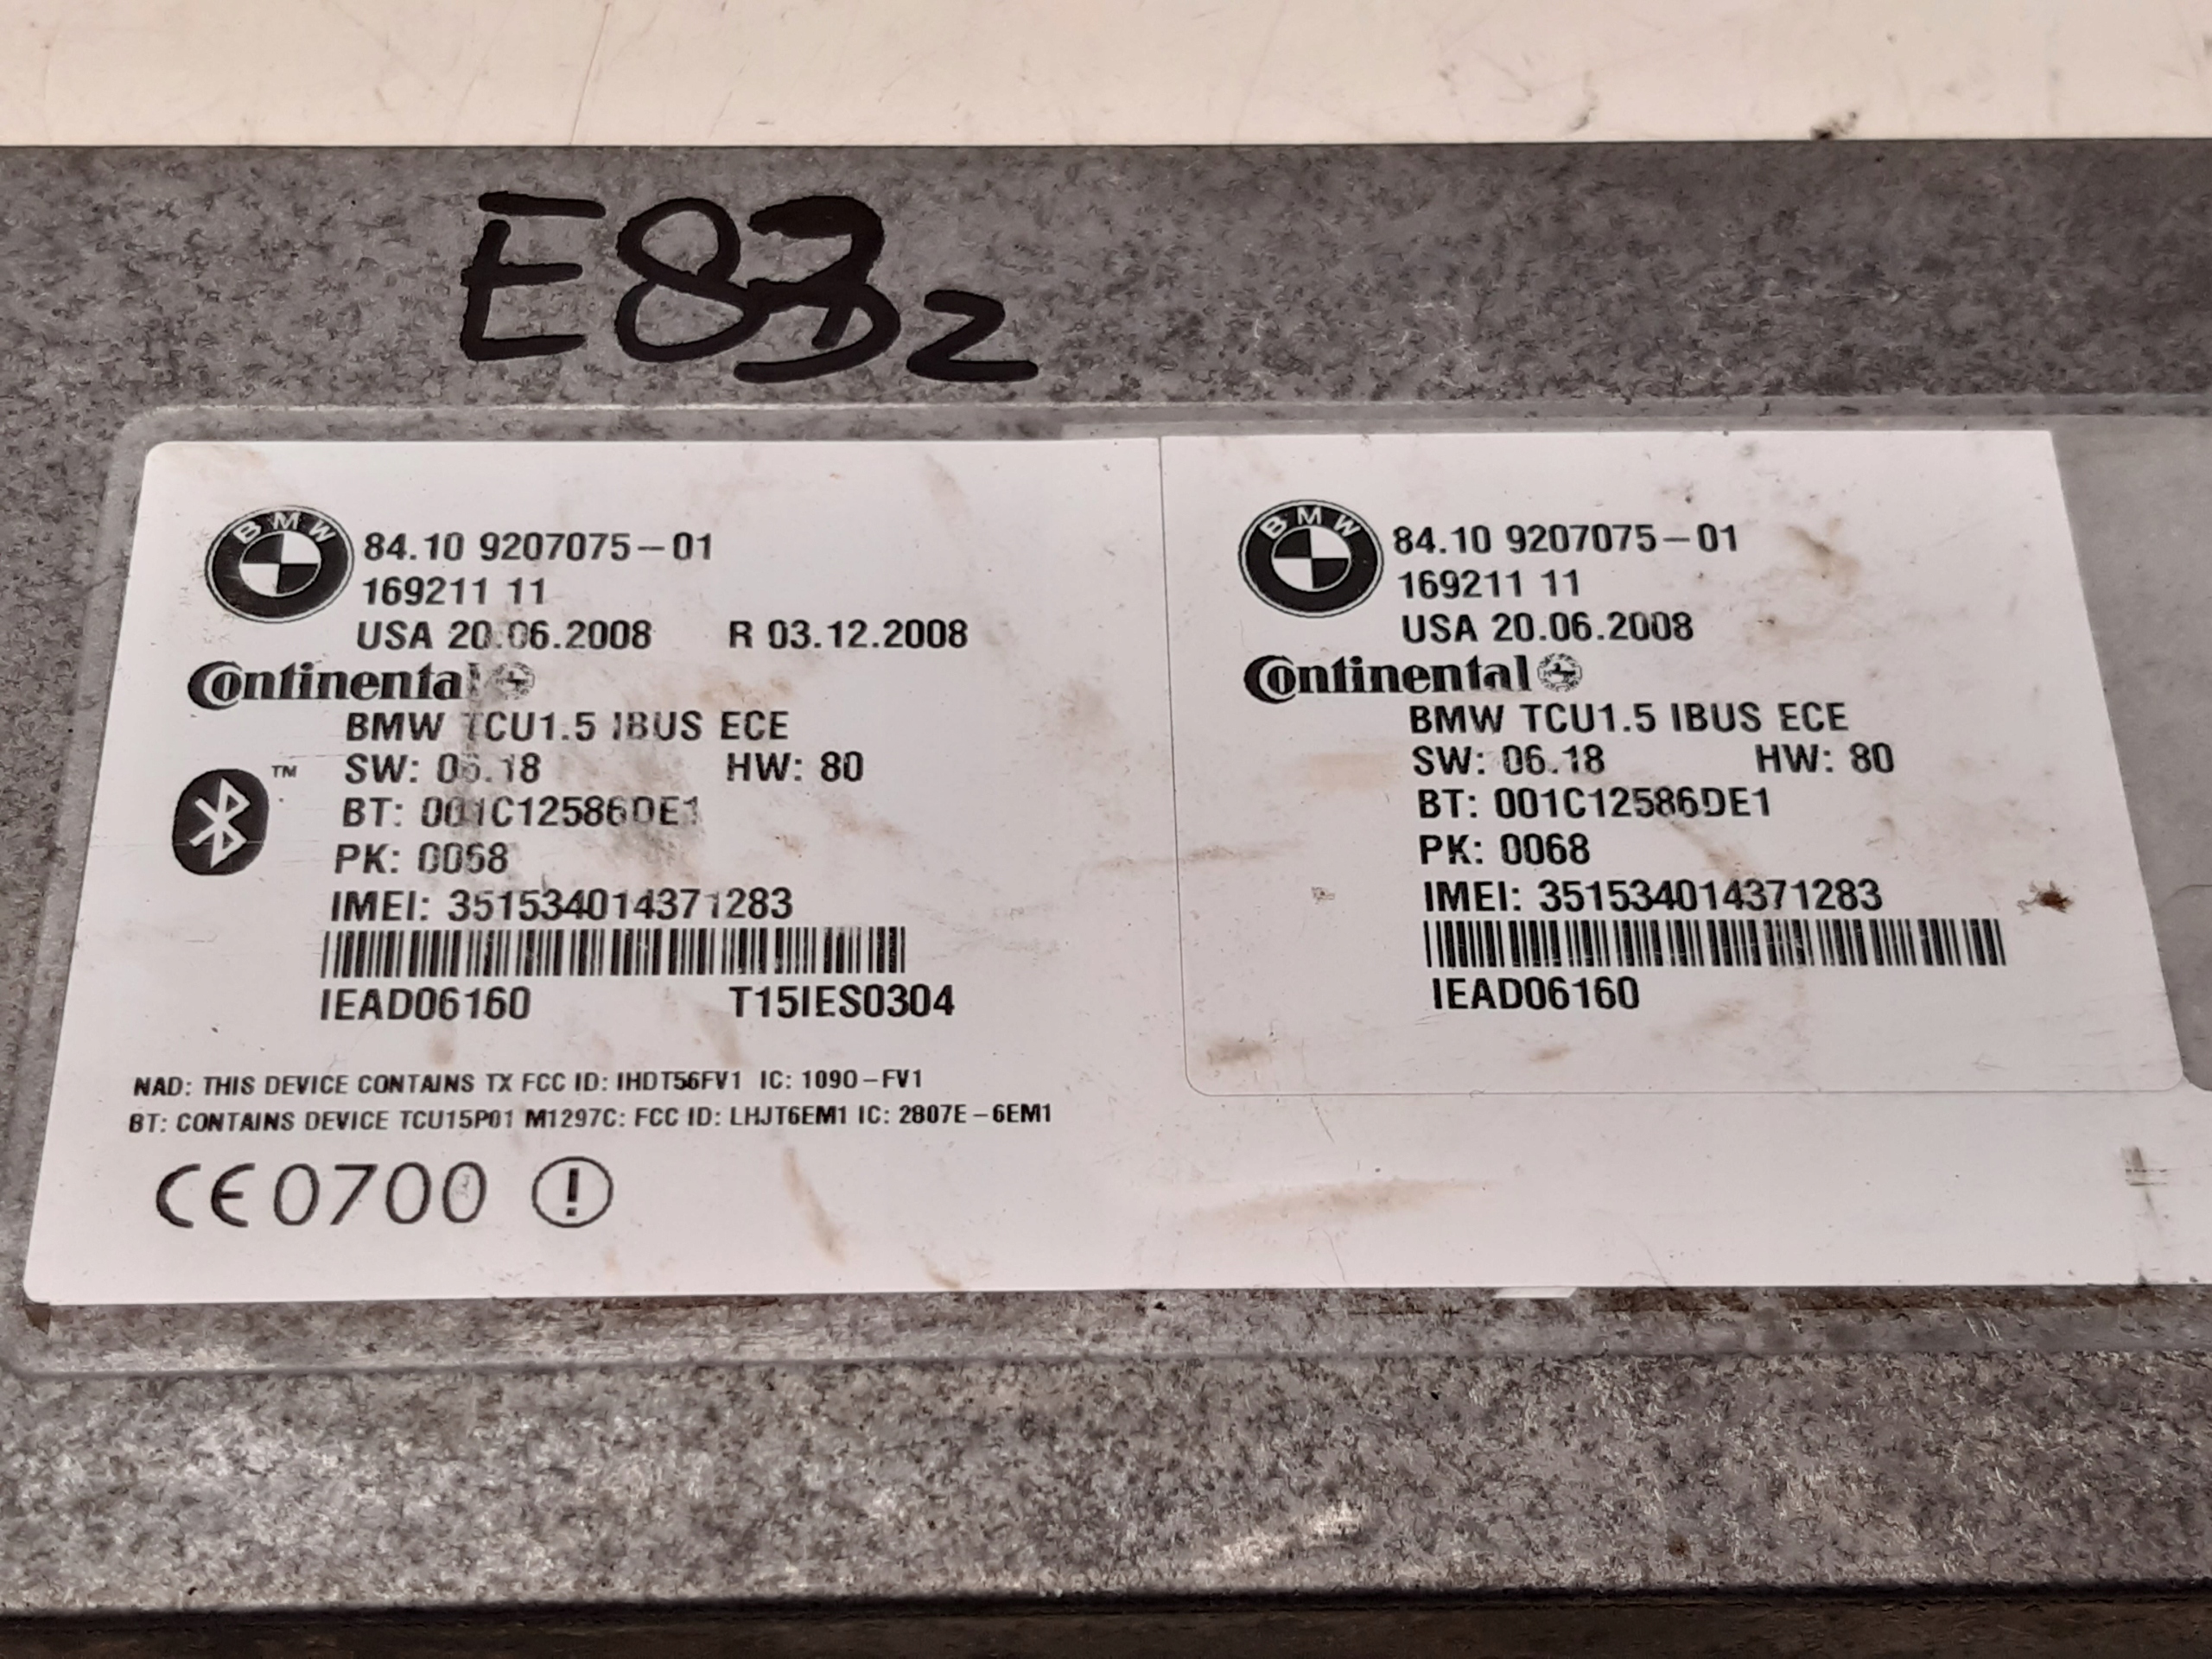 E83 2
BMW
84.10 9207075-01
169211 11
USA 20.06.2008 R 03.12.2008
Continental
BMW TCU1.5 IBUS ECE
TM
SW: 06.18 HW: 80
BT: 001C12586DE1
PK: 0068
IMEI: 351534014371283
IEAD06160 T15IES0304
NAD: THIS DEVICE CONTAINS TX FCC ID: IHDT56FV1 IC: 1090-FV1
BT: CONTAINS DEVICE TCU15P01 M1297C: FCC ID: LHJT6EM1 IC: 2807E-6EM1
CE0700 !
BMW
84.10 9207075-01
169211 11
USA 20.06.2008
Continental
BMW TCU1.5 IBUS ECE
SW: 06.18 HW: 80
BT: 001C12586DE1
PK: 0068
IMEI: 351534014371283
IEAD06160